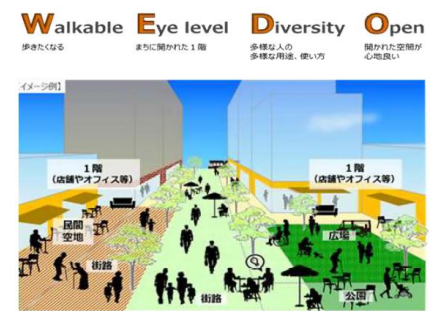 Walkable Eye level Diversity Open
歩きたくなる
まちに開かれた1階
多様な人の
多様な用途、使い方
開かれた空間が
心地良い
イメージ例】
1階
(店舗やオフィス等)
1階
(店舗やオフィス等)
民間
空地
広場
街路
街路
公園